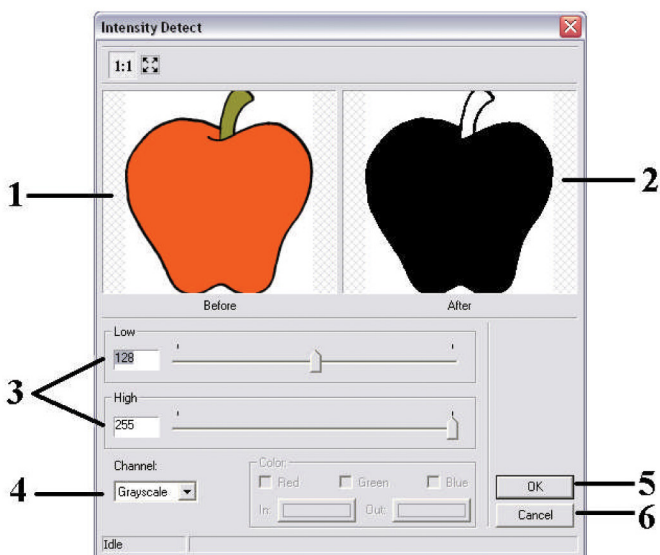 Intensity Detect
1:1
1
2
Before
After
Low
128
3
High
255
Channel:
Color:
Red
Green
Blue
4
Grayscale
OK
5
In:
Out:
Cancel
6
Idle